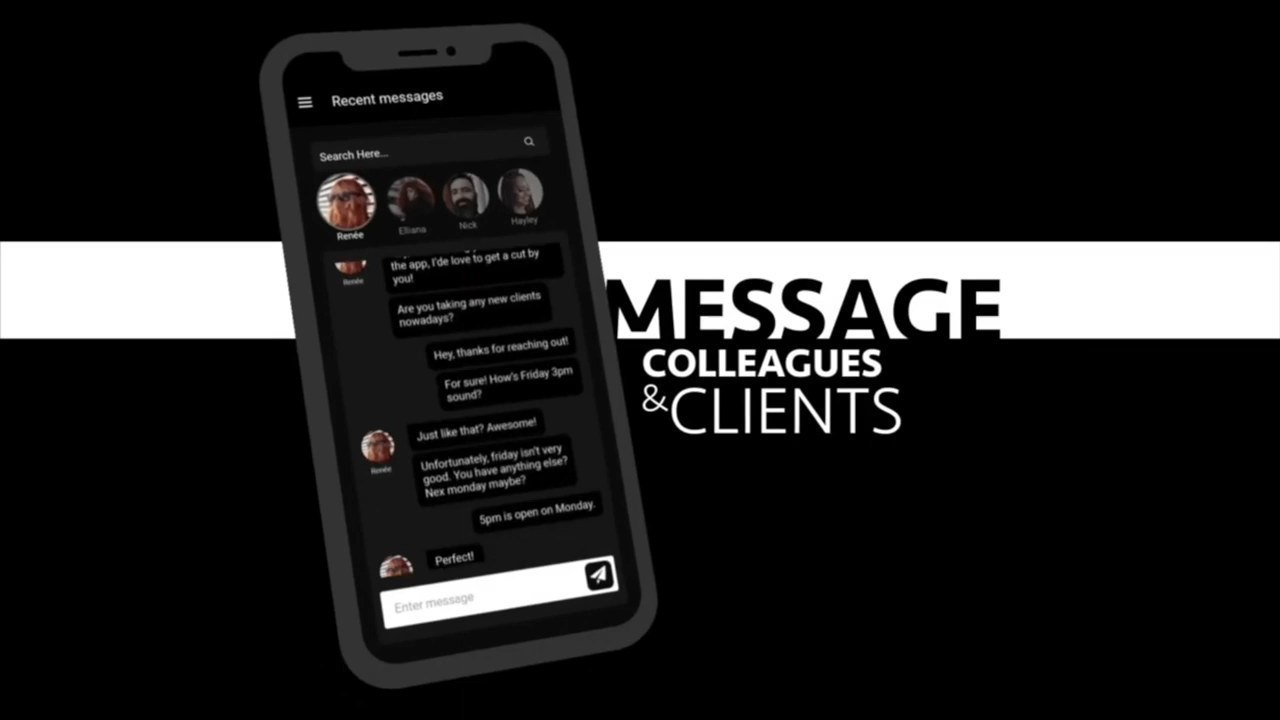 Recent messages
Search Here...
Renée
Elliana
Nick
Hayley
the app, I'de love to get a cut by
you!
Renée
Are you taking any new clients
nowadays?
Hey, thanks for reaching out!
For sure! How's Friday 3pm
sound?
Just like that? Awesome!
Renée
Unfortunately, friday isn't very
good. You have anything else?
Nex monday maybe?
5pm is open on Monday.
Perfect!
Enter message
MESSAGE
COLLEAGUES
&CLIENTS